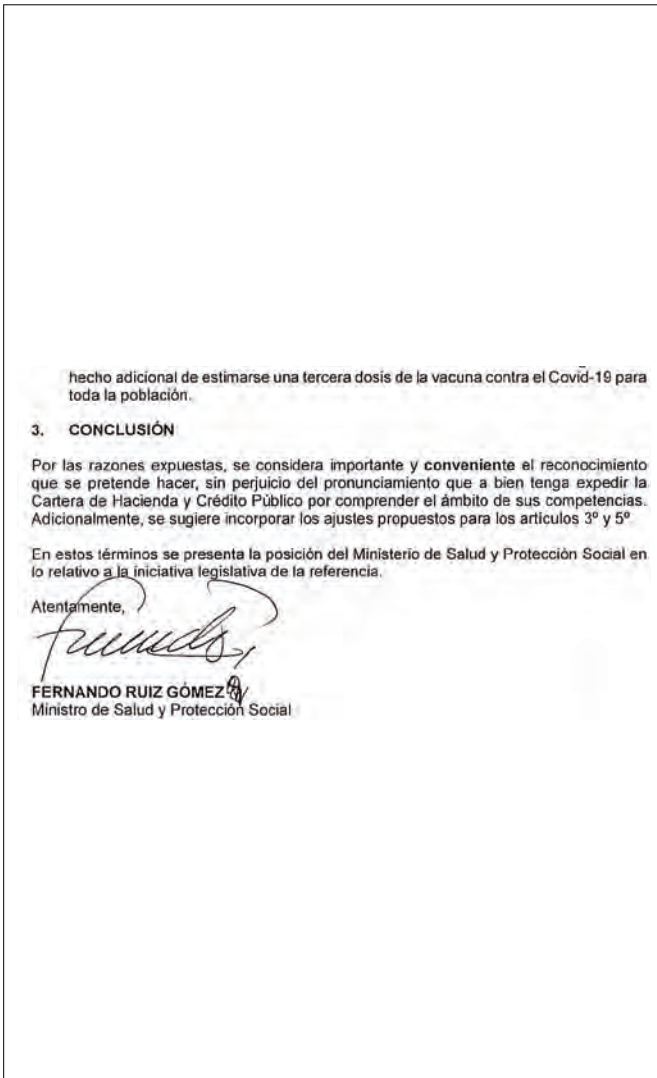 hecho adicional de estimarse una tercera dosis de la vacuna contra el Covid-19 para
toda la población.
3. CONCLUSIÓN
Por las razones expuestas, se considera importante y conveniente el reconocimiento
que se pretende hacer, sin perjuicio del pronunciamiento que a bien tenga expedir la
Cartera de Hacienda y Crédito Público por comprender el ámbito de sus competencias.
Adicionalmente, se sugiere incorporar los ajustes propuestos para los artículos 3º y 5º
En estos términos se presenta la posición del Ministerio de Salud y Protección Social en
lo relativo a la iniciativa legislativa de la referencia.
Atentamente,
FERNANDO RUIZ GÓMEZ
Ministro de Salud y Protección Social